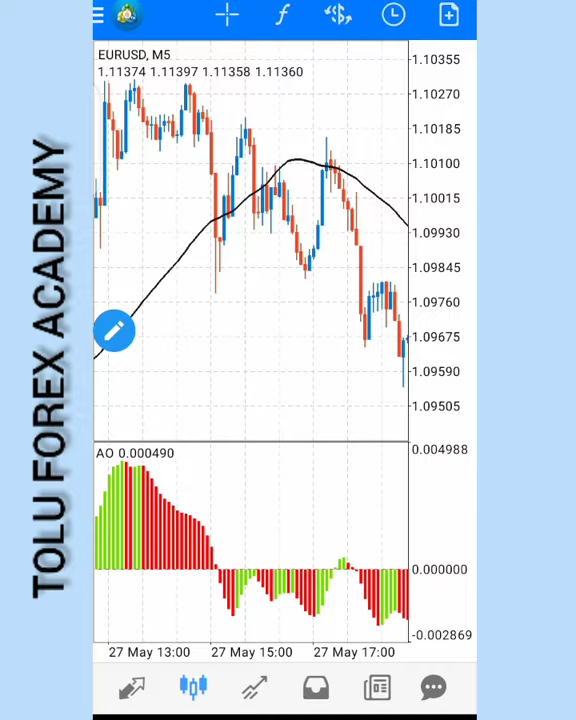 TOLU FOREX ACADEMY
EURUSD, M5
1.11374 1.11397 1.11358 1.11360
1.10355
1.10270
1.10185
1.10100
1.10015
1.09930
1.09845
1.09760
1.09675
1.09590
1.09505
AO 0.000490
0.004988
0.000000
-0.002869
27 May 13:00
27 May 15:00
27 May 17:00